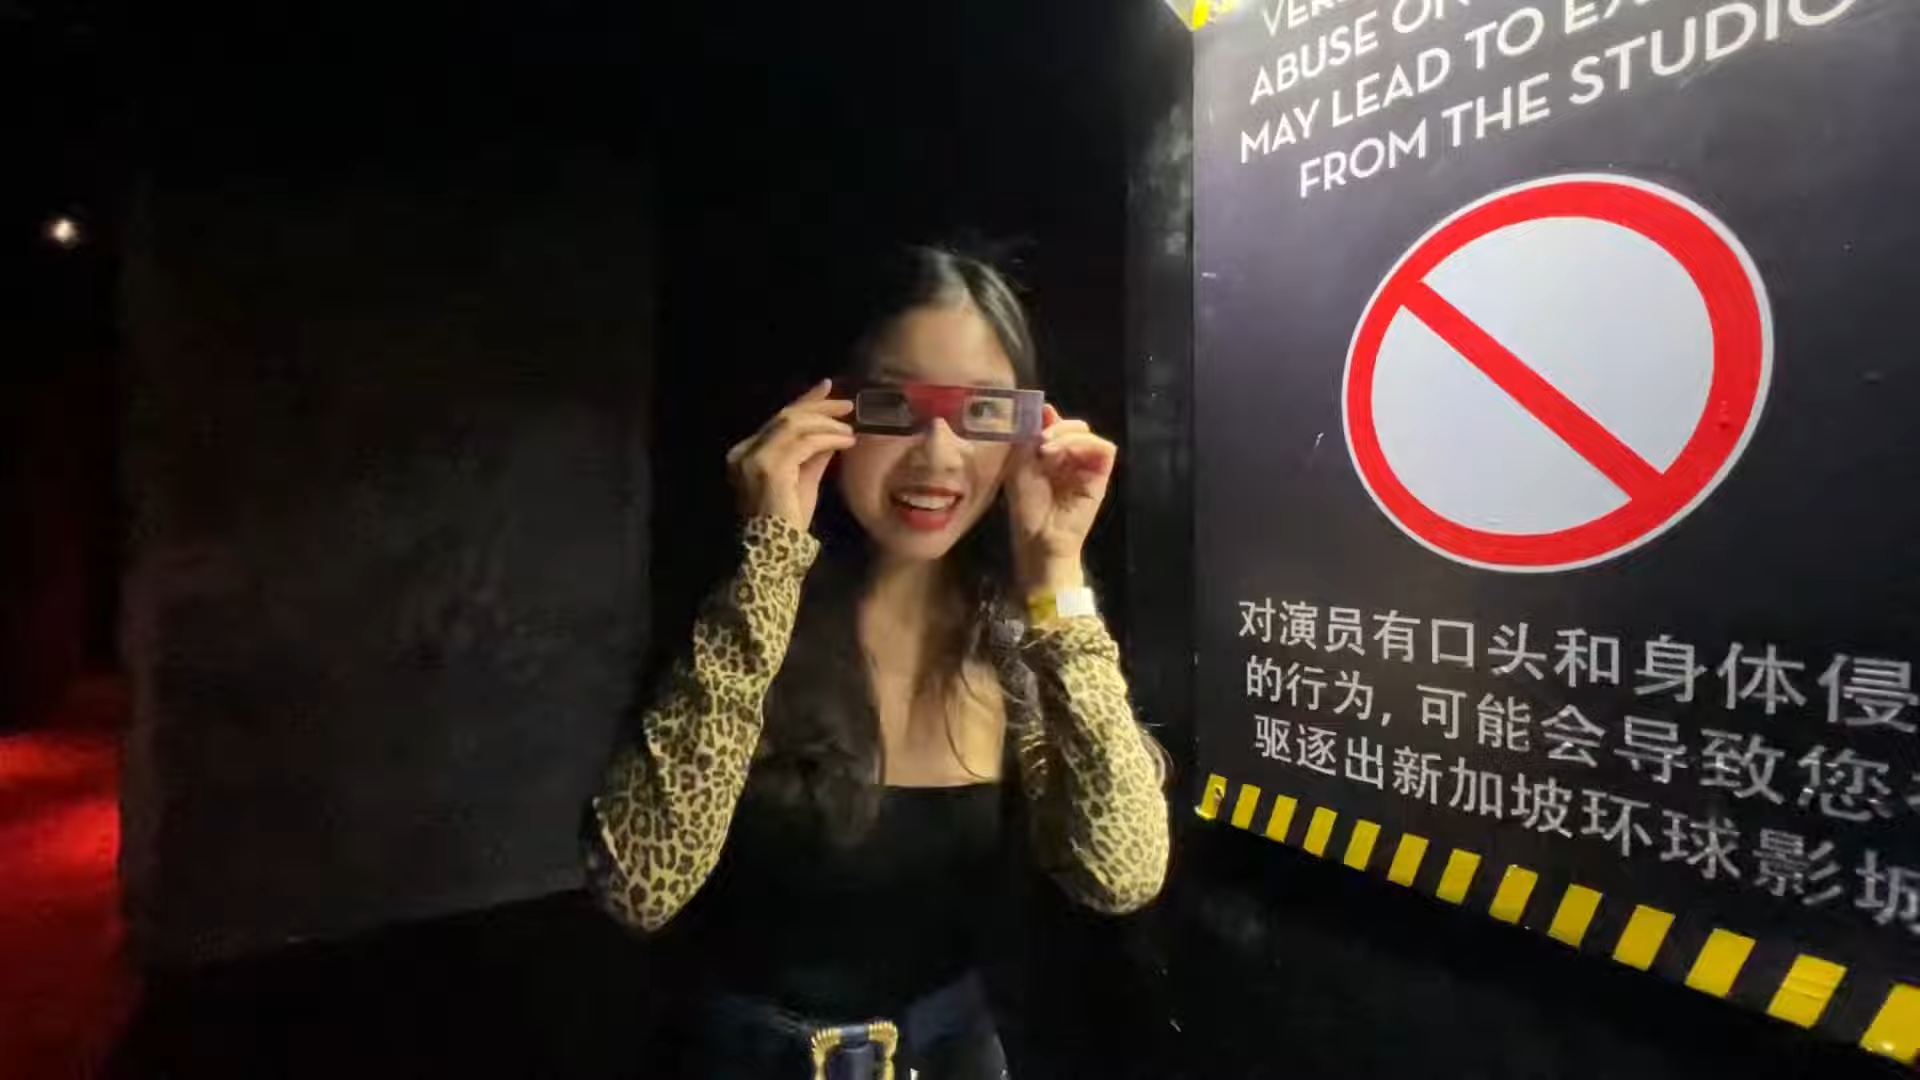 ABUSE ON
MAY LEAD TO
FROM THE STUDIO
对演员有口头和身体侵
的行为,可能会导致您
驱逐出新加坡环球影城